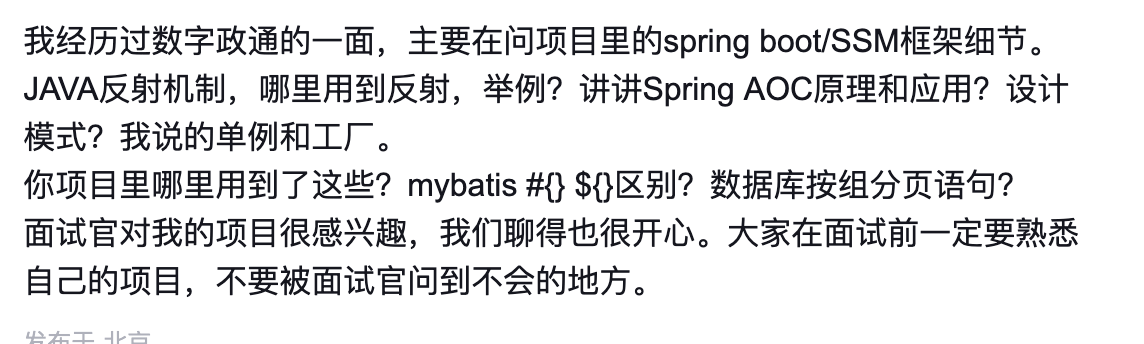 我经历过数字政通的一面，主要在问项目里的spring boot/SSM框架细节。
JAVA反射机制，哪里用到反射，举例？讲讲Spring AOC原理和应用？设计
模式？我说的单例和工厂。
你项目里哪里用到了这些？mybatis #{} ${}区别？数据库按组分页语句？
面试官对我的项目很感兴趣，我们聊得也很开心。大家在面试前一定要熟悉
自己的项目，不要被面试官问到不会的地方。
发布于 北京